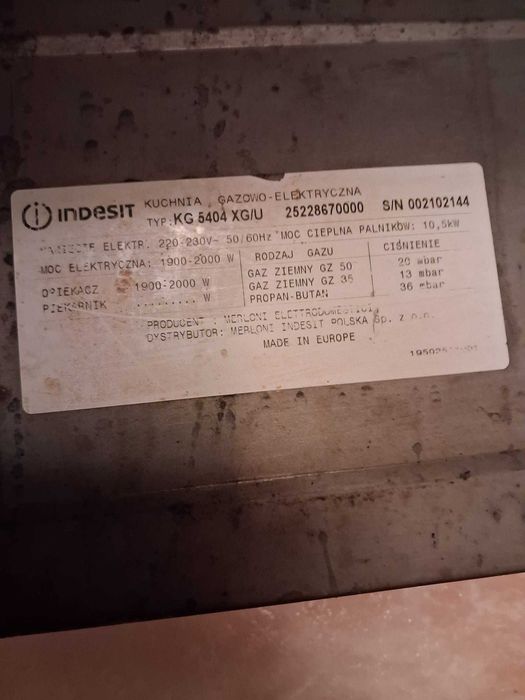 indesit
KUCHNIA GAZOWO-ELEKTRYCZNA
TYP: KG 5404 XG/U 25228670000 S/N 002102144
ELEKTR. 220-230V~ 50/60Hz MOC CIEPLNA PALNIKÓW: 10,5kW
MOC ELEKTRYCZNA: 1900-2000 W
OPIEKACZ 1900-2000 W
PIEKARNIK .......... W
RODZAJ GAZU CIŚNIENIE
GAZ ZIEMNY GZ 50 20 mbar
GAZ ZIEMNY GZ 35 13 mbar
PROPAN-BUTAN 36 mbar
PRODUCENT: MERLONI ELETTRODOMESTICI
DYSTRYBUTOR: MERLONI INDESIT POLSKA Sp. z o.o.
MADE IN EUROPE